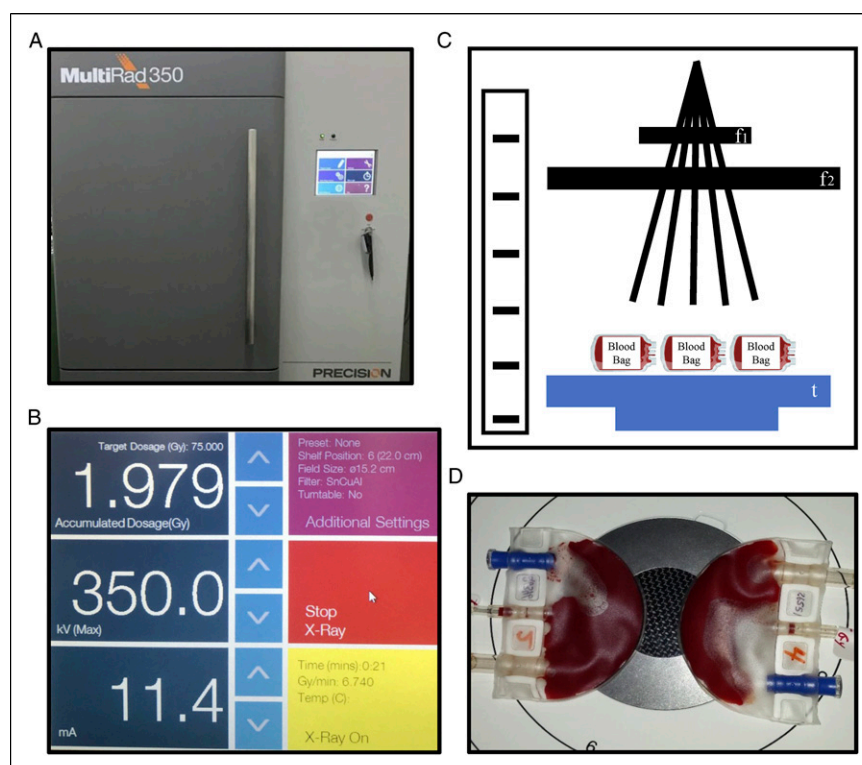 A
MultiRad 350
PRECISION
B
Target Dosage (Gy): 75.000
1.979
Accumulated Dosage(Gy)
350.0
kV (Max)
11.4
mA
Preset: None
Shelf Position: 6 (22.0 cm)
Field Size: ø15.2 cm
Filter: SnCuAl
Turntable: No
Additional Settings
Stop
X-Ray
Time (mins): 0:21
Gy/min: 6.740
Temp (C):
X-Ray On
C
f1
f2
Blood
Bag
Blood
Bag
Blood
Bag
t
D
4
6